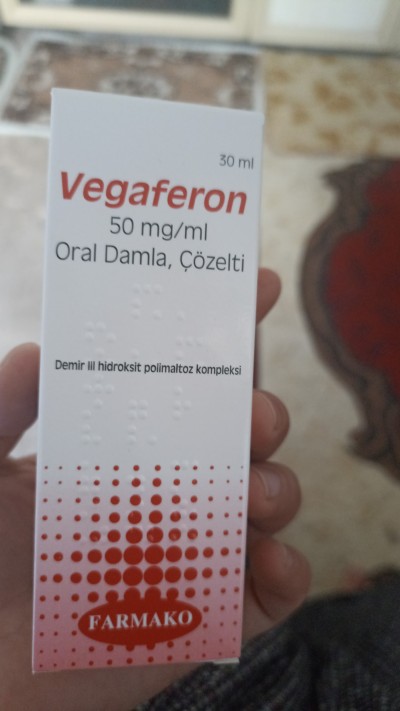 30 ml
Vegaferon
50 mg/ml
Oral Damla, Çözelti
Demir III hidroksit polimaltoz kompleksi
FARMAKO